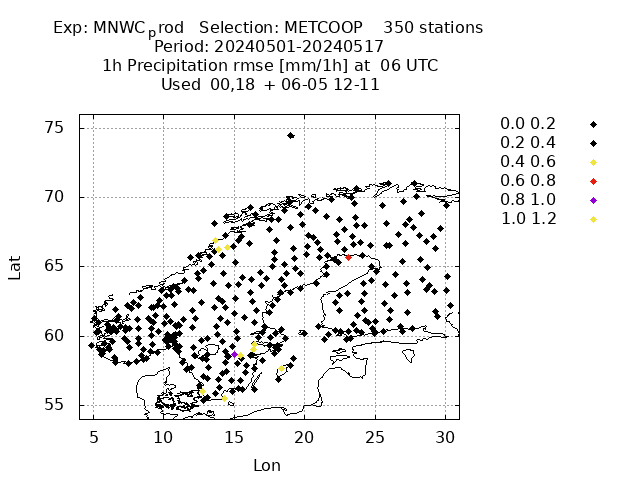 Exp: MNWCprod   Selection: METCOOP    350 stations
Period: 20240501-20240517
1h Precipitation rmse [mm/1h] at  06 UTC
Used  00,18  + 06-05 12-11
0.0 0.2
0.2 0.4
0.4 0.6
0.6 0.8
0.8 1.0
1.0 1.2
75
70
65
60
55
Lat
5 10 15 20 25 30
Lon